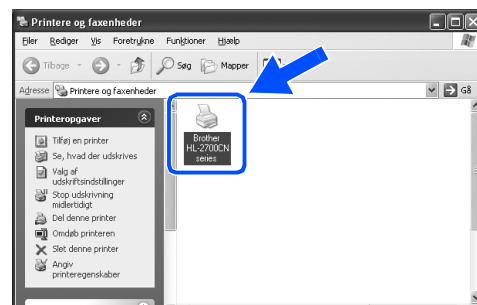 Printere og faxenheder
Filer Rediger Vis Foretrukne Funktioner Hjælp
Tilbage Søg Mapper
Adresse Printere og faxenheder Gå
Printeropgaver
Tilføj en printer
Se, hvad der udskrives
Valg af
udskriftsindstillinger
Stop udskrivning
midlertidigt
Del denne printer
Omdøb printeren
Slet denne printer
Angiv
printeregenskaber
Brother
HL-2700CN
series